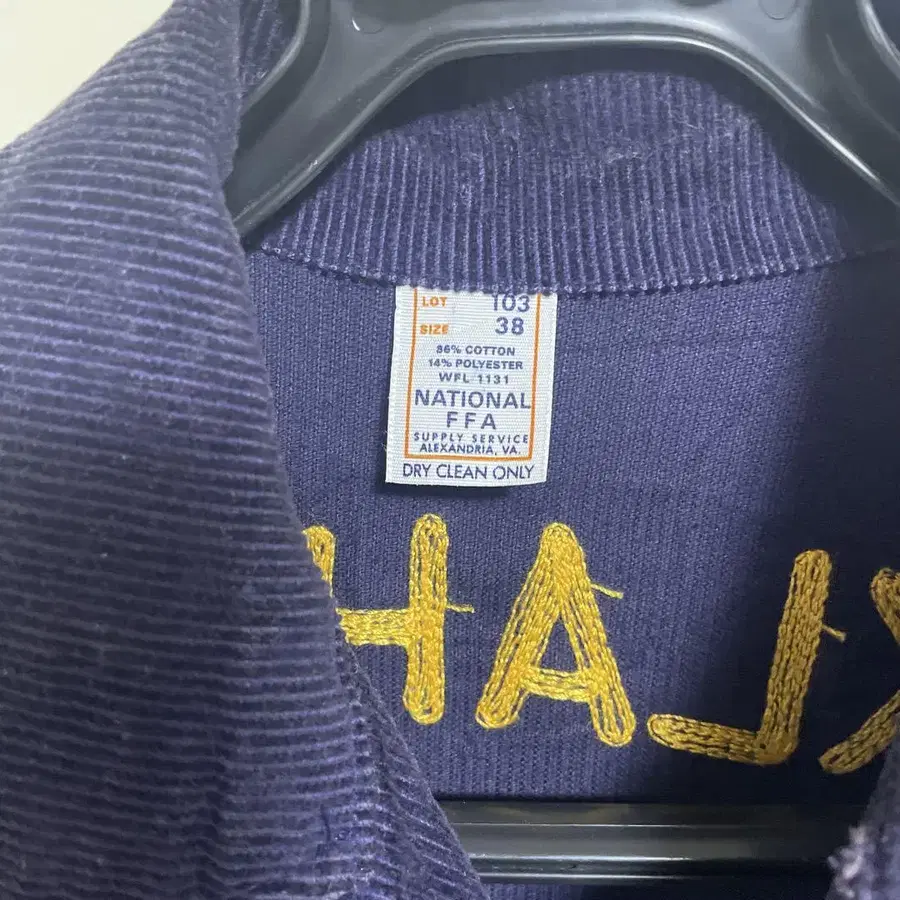 LOT 103
SIZE 38
86% COTTON
14% POLYESTER
WFL 1131
NATIONAL
FFA
SUPPLY SERVICE
ALEXANDRIA, VA.
DRY CLEAN ONLY
KLAH